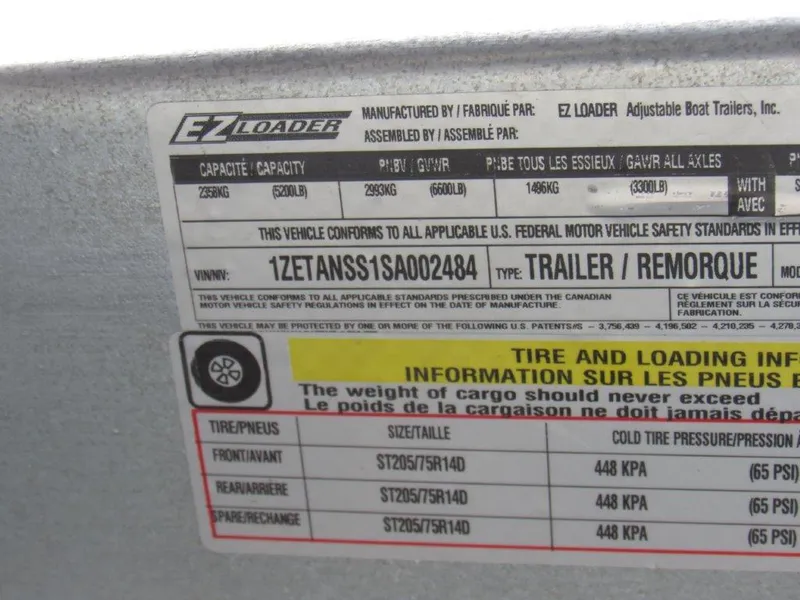 EZ LOADER MANUFACTURED BY / FABRIQUÉ PAR: EZ LOADER Adjustable Boat Trailers, Inc.
ASSEMBLED BY / ASSEMBLÉ PAR:
CAPACITÉ / CAPACITY PNBV / GVWR PNBE TOUS LES ESSIEUX / GAWR ALL AXLES
2358KG (5200LB) 2993KG (6600LB) 1496KG (3300LB) WITH
AVEC
THIS VEHICLE CONFORMS TO ALL APPLICABLE U.S. FEDERAL MOTOR VEHICLE SAFETY STANDARDS IN EFF
VIN/NIV: 1ZETANSS1SA002484 TYPE: TRAILER / REMORQUE MOD
THIS VEHICLE CONFORMS TO ALL APPLICABLE STANDARDS PRESCRIBED UNDER THE CANADIAN
MOTOR VEHICLE SAFETY REGULATIONS IN EFFECT ON THE DATE OF MANUFACTURE.
CE VÉHICULE EST CONFOR
RÈGLEMENT SUR LA SÉCU
FABRICATION.
THIS VEHICLE MAY BE PROTECTED BY ONE OR MORE OF THE FOLLOWING U.S. PATENTS#S - 3,756,439 - 4,196,502 - 4,210,235 - 4,278,3
TIRE AND LOADING INF
INFORMATION SUR LES PNEUS E
The weight of cargo should never exceed
Le poids de la cargaison ne doit jamais dépa
TIRE/PNEUS SIZE/TAILLE COLD TIRE PRESSURE/PRESSION À
FRONT/AVANT ST205/75R14D 448 KPA (65 PSI)
REAR/ARRIÈRE ST205/75R14D 448 KPA (65 PSI)
SPARE/RECHANGE ST205/75R14D 448 KPA (65 PSI)